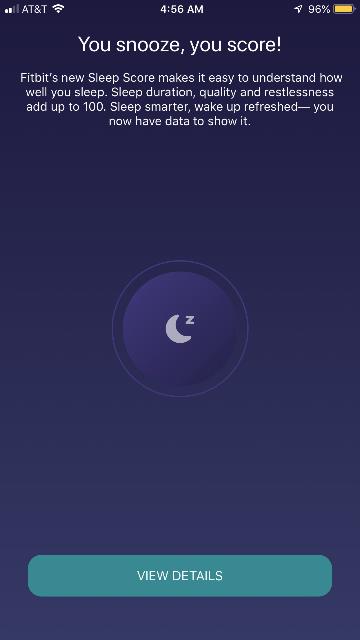 AT&T 4:56 AM 96%
You snooze, you score!
Fitbit's new Sleep Score makes it easy to understand how
well you sleep. Sleep duration, quality and restlessness
add up to 100. Sleep smarter, wake up refreshed— you
now have data to show it.
z
VIEW DETAILS